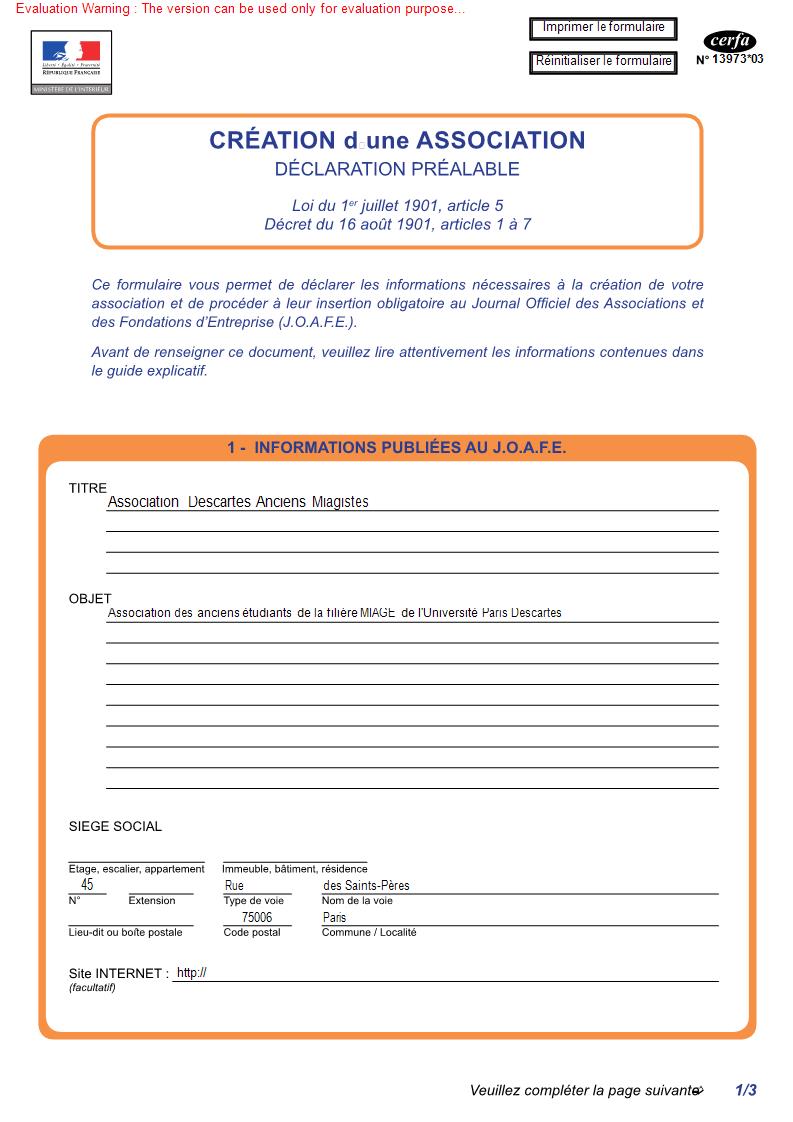 Evaluation Warning : The version can be used only for evaluation purpose...
Imprimer le formulaire
Réinitialiser le formulaire
cerfa
N° 13973*03
Liberté • Égalité • Fraternité
RÉPUBLIQUE FRANÇAISE
MINISTÈRE DE L'INTÉRIEUR
CRÉATION d une ASSOCIATION
DÉCLARATION PRÉALABLE
Loi du 1er juillet 1901, article 5
Décret du 16 août 1901, articles 1 à 7
Ce formulaire vous permet de déclarer les informations nécessaires à la création de votre
association et de procéder à leur insertion obligatoire au Journal Officiel des Associations et
des Fondations d'Entreprise (J.O.A.F.E.).
Avant de renseigner ce document, veuillez lire attentivement les informations contenues dans
le guide explicatif.
1 - INFORMATIONS PUBLIÉES AU J.O.A.F.E.
TITRE
Association Descartes Anciens Miagistes
OBJET
Association des anciens étudiants de la filière MIAGE de l'Université Paris Descartes
SIEGE SOCIAL
Etage, escalier, appartement Immeuble, bâtiment, résidence
45 Rue des Saints-Pères
N° Extension Type de voie Nom de la voie
75006 Paris
Lieu-dit ou boîte postale Code postal Commune / Localité
Site INTERNET : http://
(facultatif)
Veuillez compléter la page suivante 1/3